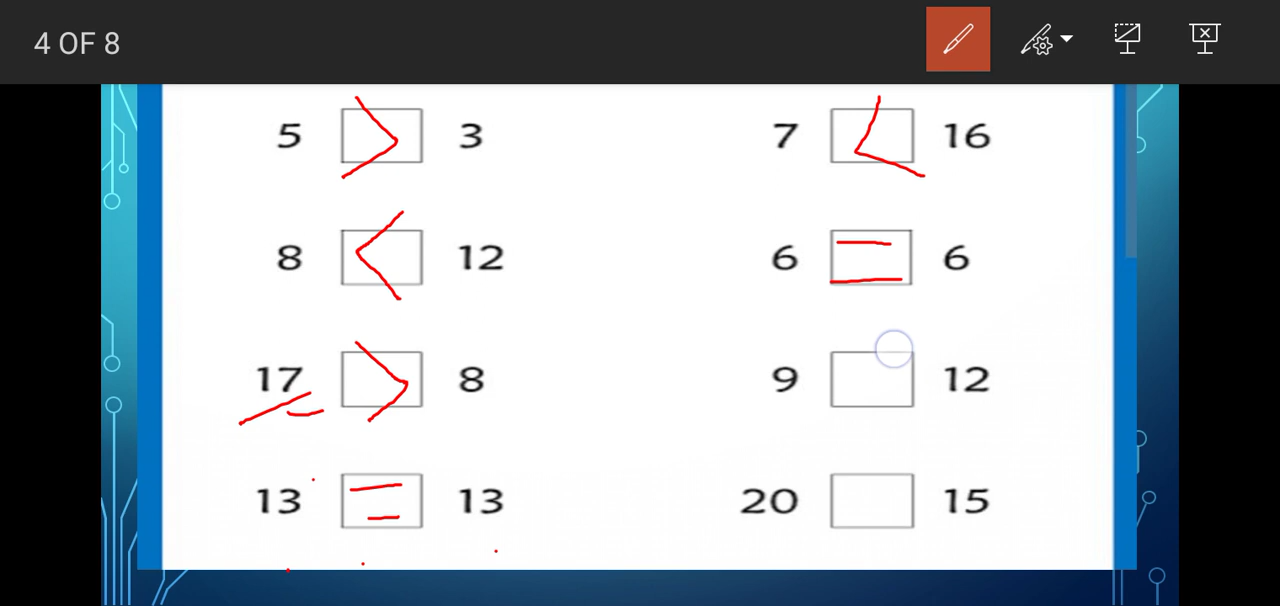 4 OF 8
5 > 3 7 < 16
8 < 12 6 = 6
17 > 8 9 12
13 = 13 20 15